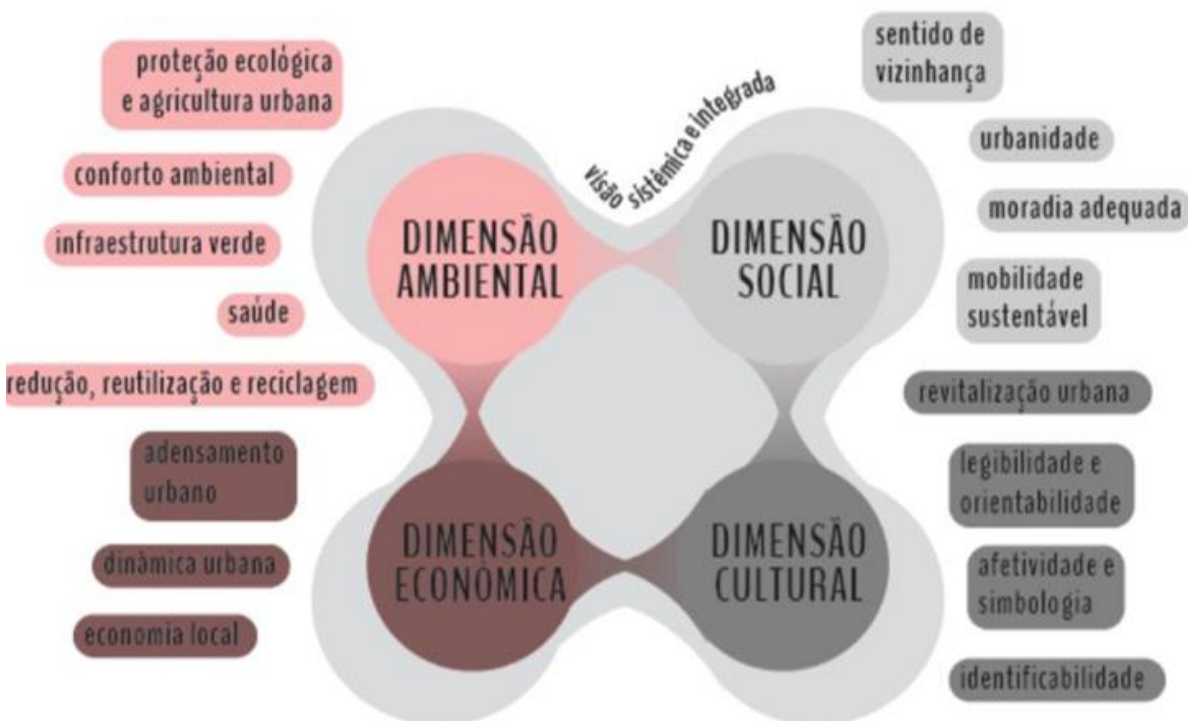 proteção ecológica
e agricultura urbana
conforto ambiental
infraestrutura verde
saúde
redução, reutilização e reciclagem
adensamento
urbano
dinâmica urbana
economia local
visão sistêmica e integrada
DIMENSÃO
AMBIENTAL
DIMENSÃO
SOCIAL
DIMENSÃO
ECONÔMICA
DIMENSÃO
CULTURAL
sentido de
vizinhança
urbanidade
moradia adequada
mobilidade
sustentável
revitalização urbana
legibilidade e
orientabilidade
afetividade e
simbologia
identificabilidade